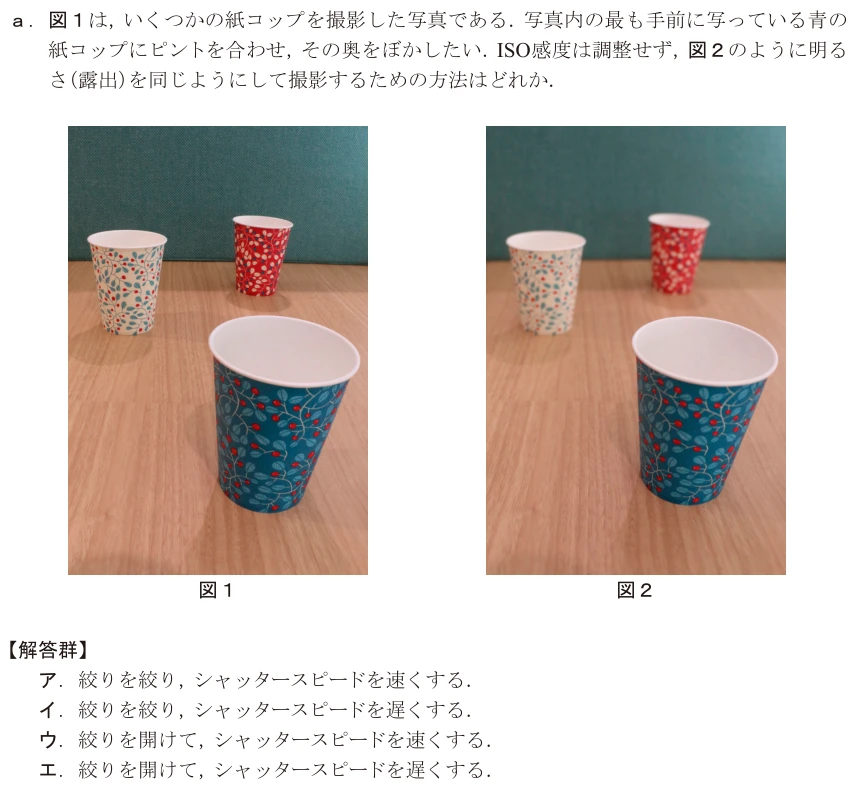 a．図1は，いくつかの紙コップを撮影した写真である．写真内の最も手前に写っている青の
紙コップにピントを合わせ，その奥をぼかしたい．ISO感度は調整せず，図2のように明る
さ(露出)を同じようにして撮影するための方法はどれか．
図1
図2
【解答群】
ア．絞りを絞り，シャッタースピードを速くする．
イ．絞りを絞り，シャッタースピードを遅くする．
ウ．絞りを開けて，シャッタースピードを速くする．
エ．絞りを開けて，シャッタースピードを遅くする．